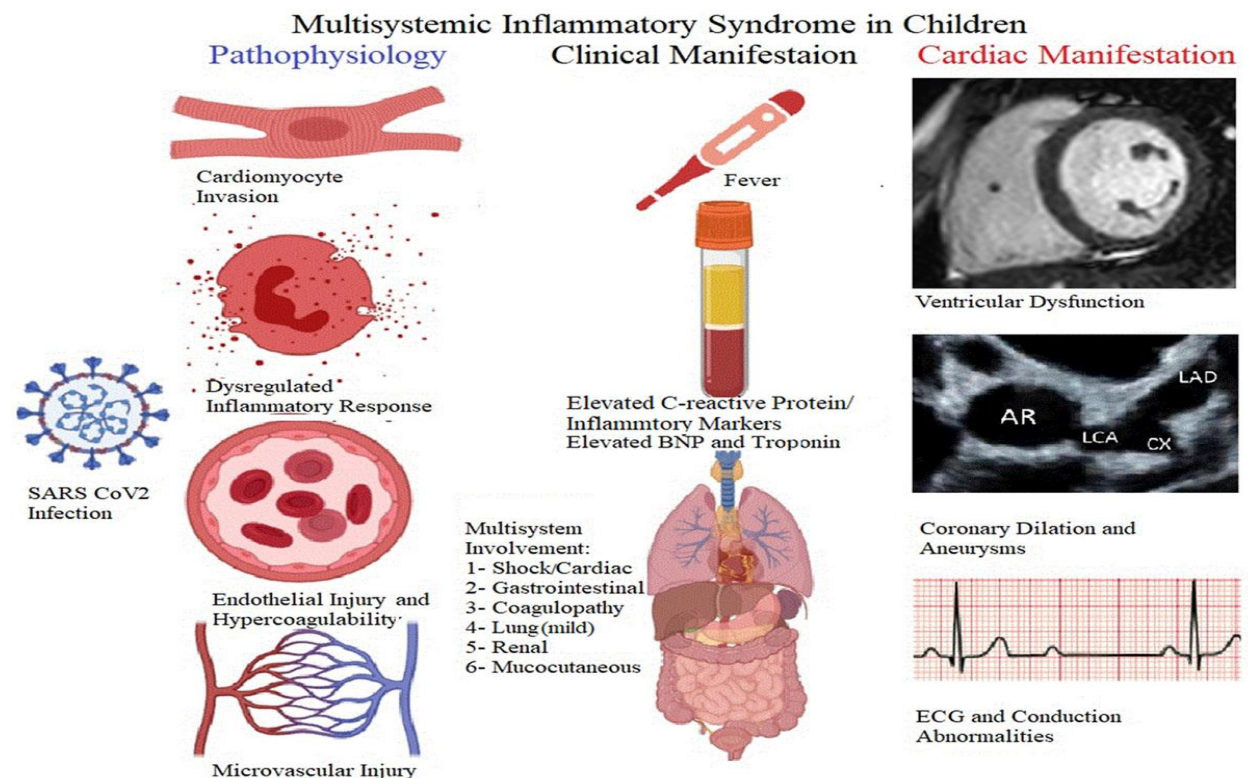 Multisystemic Inflammatory Syndrome in Children
Pathophysiology
Clinical Manifestaion
Cardiac Manifestation
SARS CoV2
Infection
Cardiomyocyte
Invasion
Dysregulated
Inflammatory Response
Endothelial Injury and
Hypercoagulability
Microvascular Injury
Fever
Elevated C-reactive Protein/
Inflammtory Markers
Elevated BNP and Troponin
Multisystem
Involvement:
1- Shock/Cardiac
2- Gastrointestinal
3- Coagulopathy
4- Lung (mild)
5- Renal
6- Mucocutaneous
Ventricular Dysfunction
LAD
AR
LCA
CX
Coronary Dilation and
Aneurysms
ECG and Conduction
Abnormalities